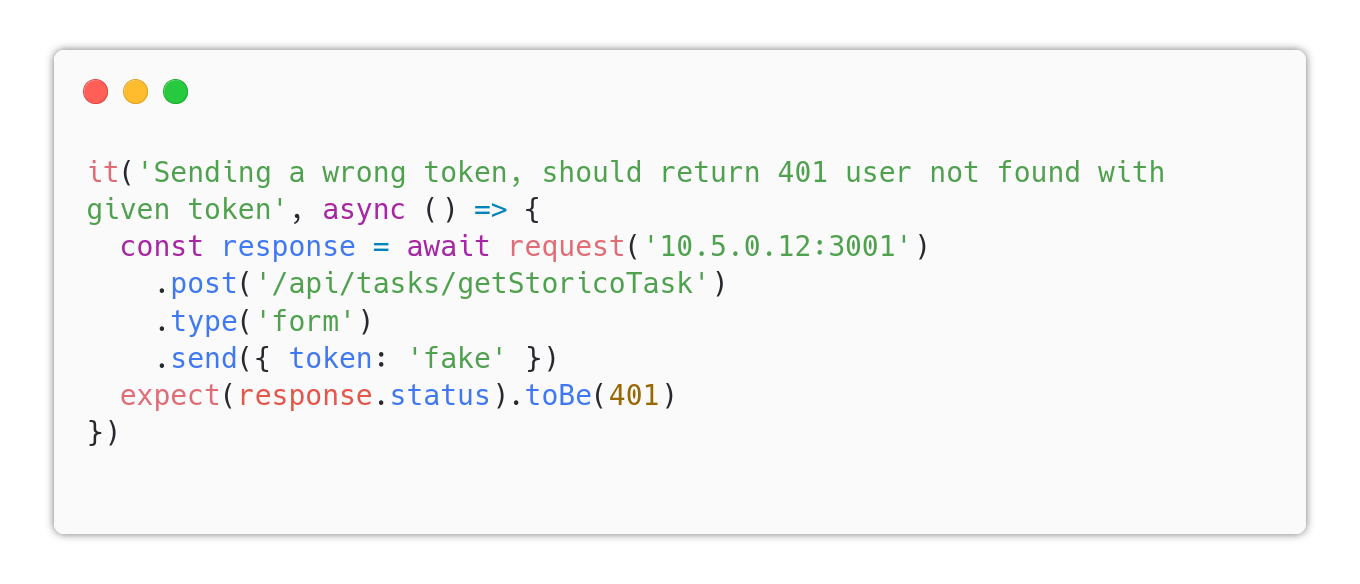 it('Sending a wrong token, should return 401 user not found with
given token', async () => {
  const response = await request('10.5.0.12:3001')
    .post('/api/tasks/getStoricoTask')
    .type('form')
    .send({ token: 'fake' })
  expect(response.status).toBe(401)
})